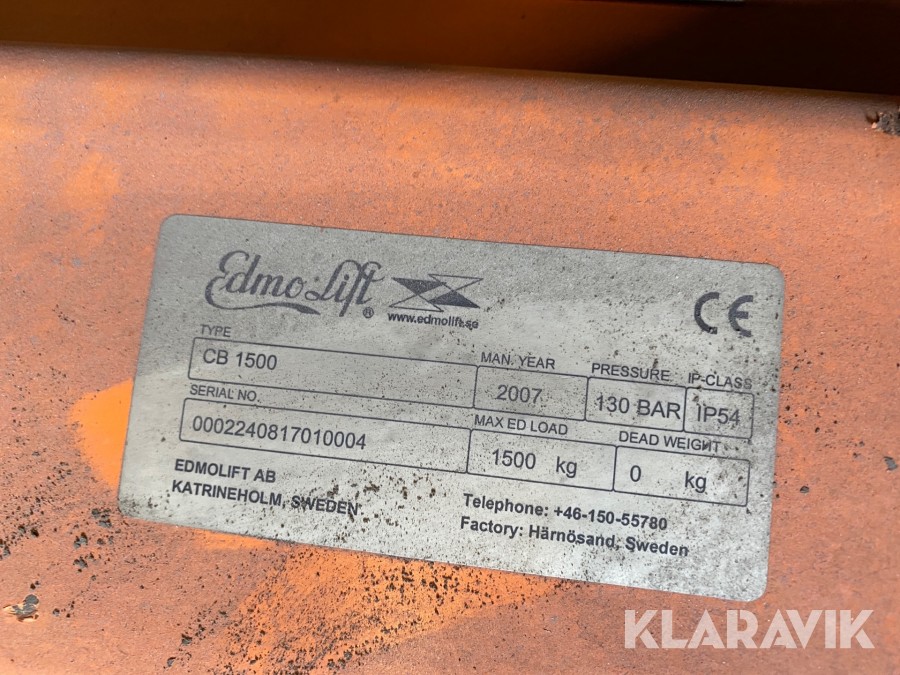 Edmo Lift ®
www.edmolift.se
CE
TYPE
CB 1500
MAN. YEAR
2007
PRESSURE
130 BAR
IP-CLASS
IP54
SERIAL NO.
0002240817010004
MAX ED LOAD
1500 kg
DEAD WEIGHT
0 kg
EDMOLIFT AB
KATRINEHOLM, SWEDEN
Telephone: +46-150-55780
Factory: Härnösand, Sweden
KLARAVIK